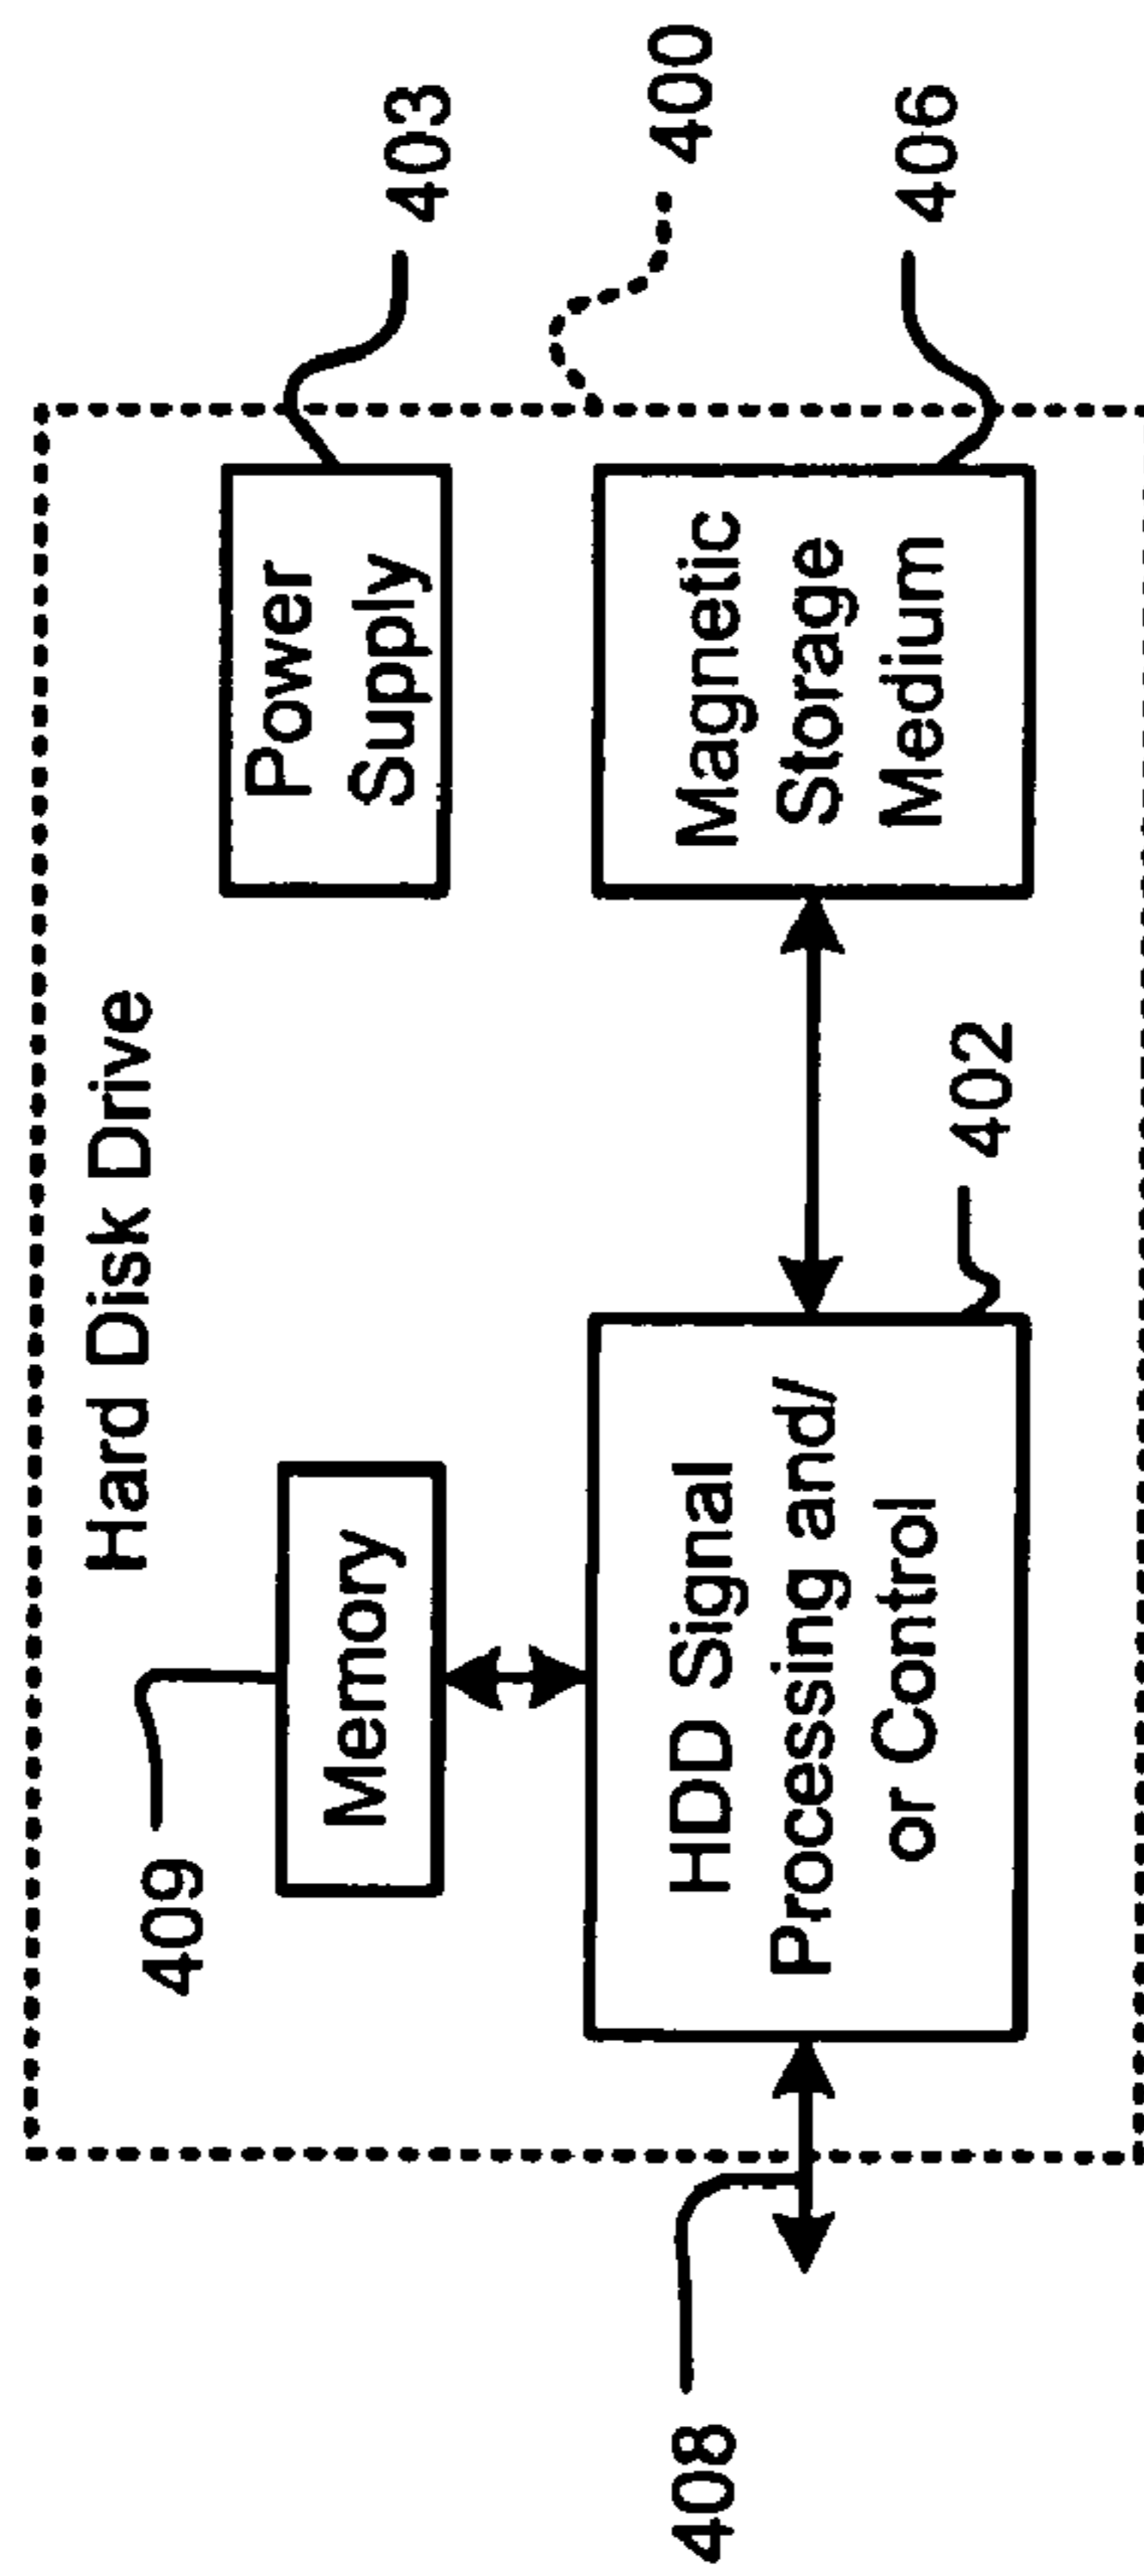 Hard Disk Drive
409
Memory
Power
Supply
403
400
408
HDD Signal
Processing and/
or Control
402
Magnetic
Storage
Medium
406